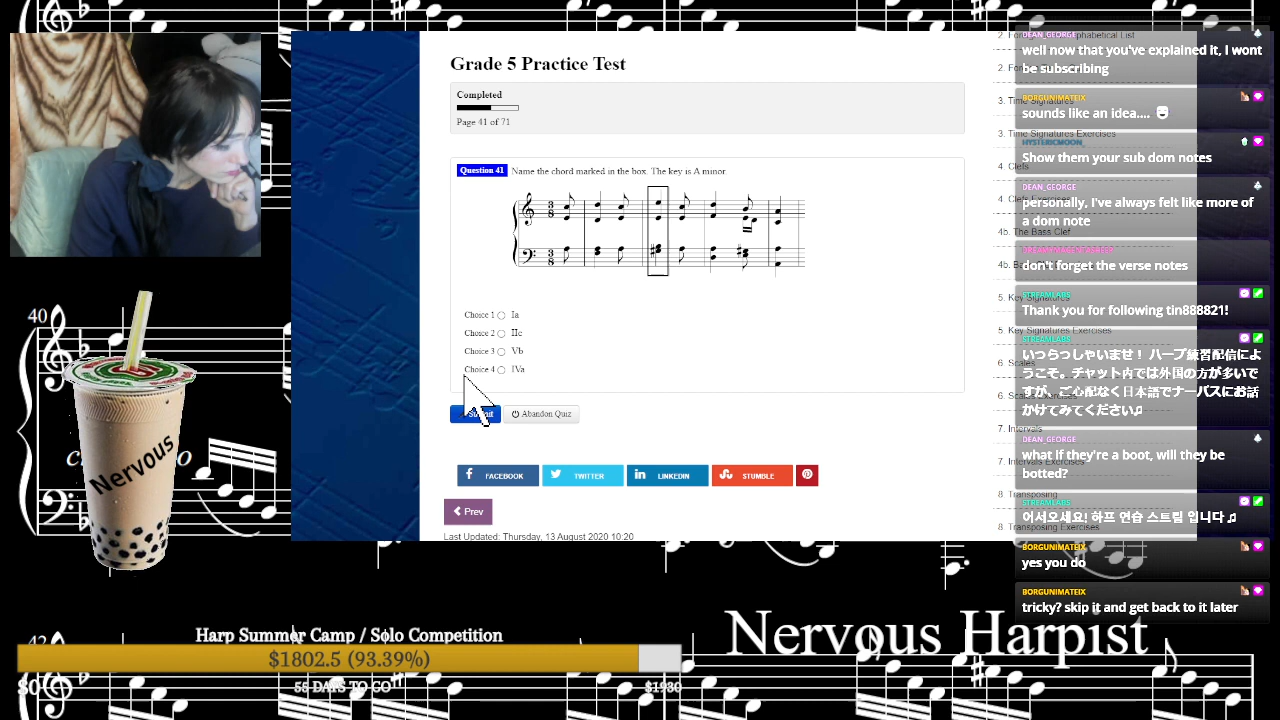 Grade 5 Practice Test
Completed
Page 41 of 71
Question 41 Name the chord marked in the box. The key is A minor.
Choice 1 Ia
Choice 2 IIc
Choice 3 Vb
Choice 4 IVa
Abandon Quiz
FACEBOOK
TWITTER
LINKEDIN
STUMBLE
Prev
Last Updated: Thursday, 13 August 2020 10:20
3. Time Signatures
3. Time Signatures Exercises
4. Clefs
4b. The Bass Clef
5. Key Signatures
5. Key Signatures Exercises
6. Scales
7. Intervals
7. Intervals Exercises
8. Transposing
8. Transposing Exercises
DEAN_GEORGE
well now that you've explained it, I wont
be subscribing
BORGUNIMATEIX
sounds like an idea....
HYSTERICMOON_
Show them your sub dom notes
DEAN_GEORGE
personally, I've always felt like more of
a dom note
don't forget the verse notes
STREAMLABS
Thank you for following tin888821!
STREAMLABS
いらっしゃいませ！ ハープ練習配信によ
うこそ。チャット内では外国の方が多いで
すが、ご心配なく日本語でナーバスにお話
かけてみてください♫
DEAN_GEORGE
what if they're a boot, will they be
botted?
STREAMLABS
어서오세요! 하프 연습 스트림 입니다 ♫
BORGUNIMATEIX
yes you do
BORGUNIMATEIX
tricky? skip it and get back to it later
40
Nervous
42
Harp Summer Camp / Solo Competition
$1802.5 (93.39%)
$0
55 DAYS TO GO
$1930
Nervous Harpist